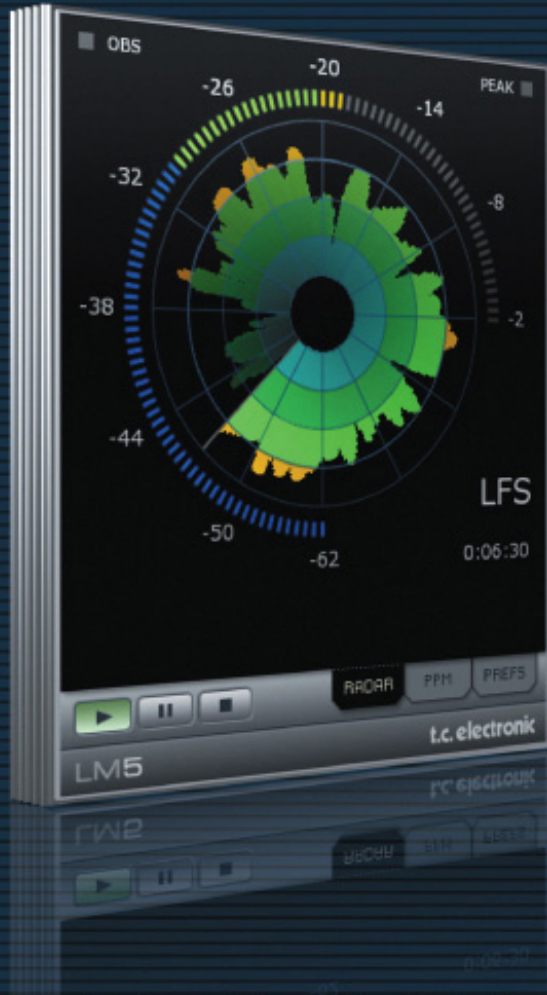 OBS
PEAK
-20
-26
-14
-32
-8
-38
-2
-44
-50
-62
LFS
0:06:30
RADAR
PPM
PREFS
t.c. electronic
LM5